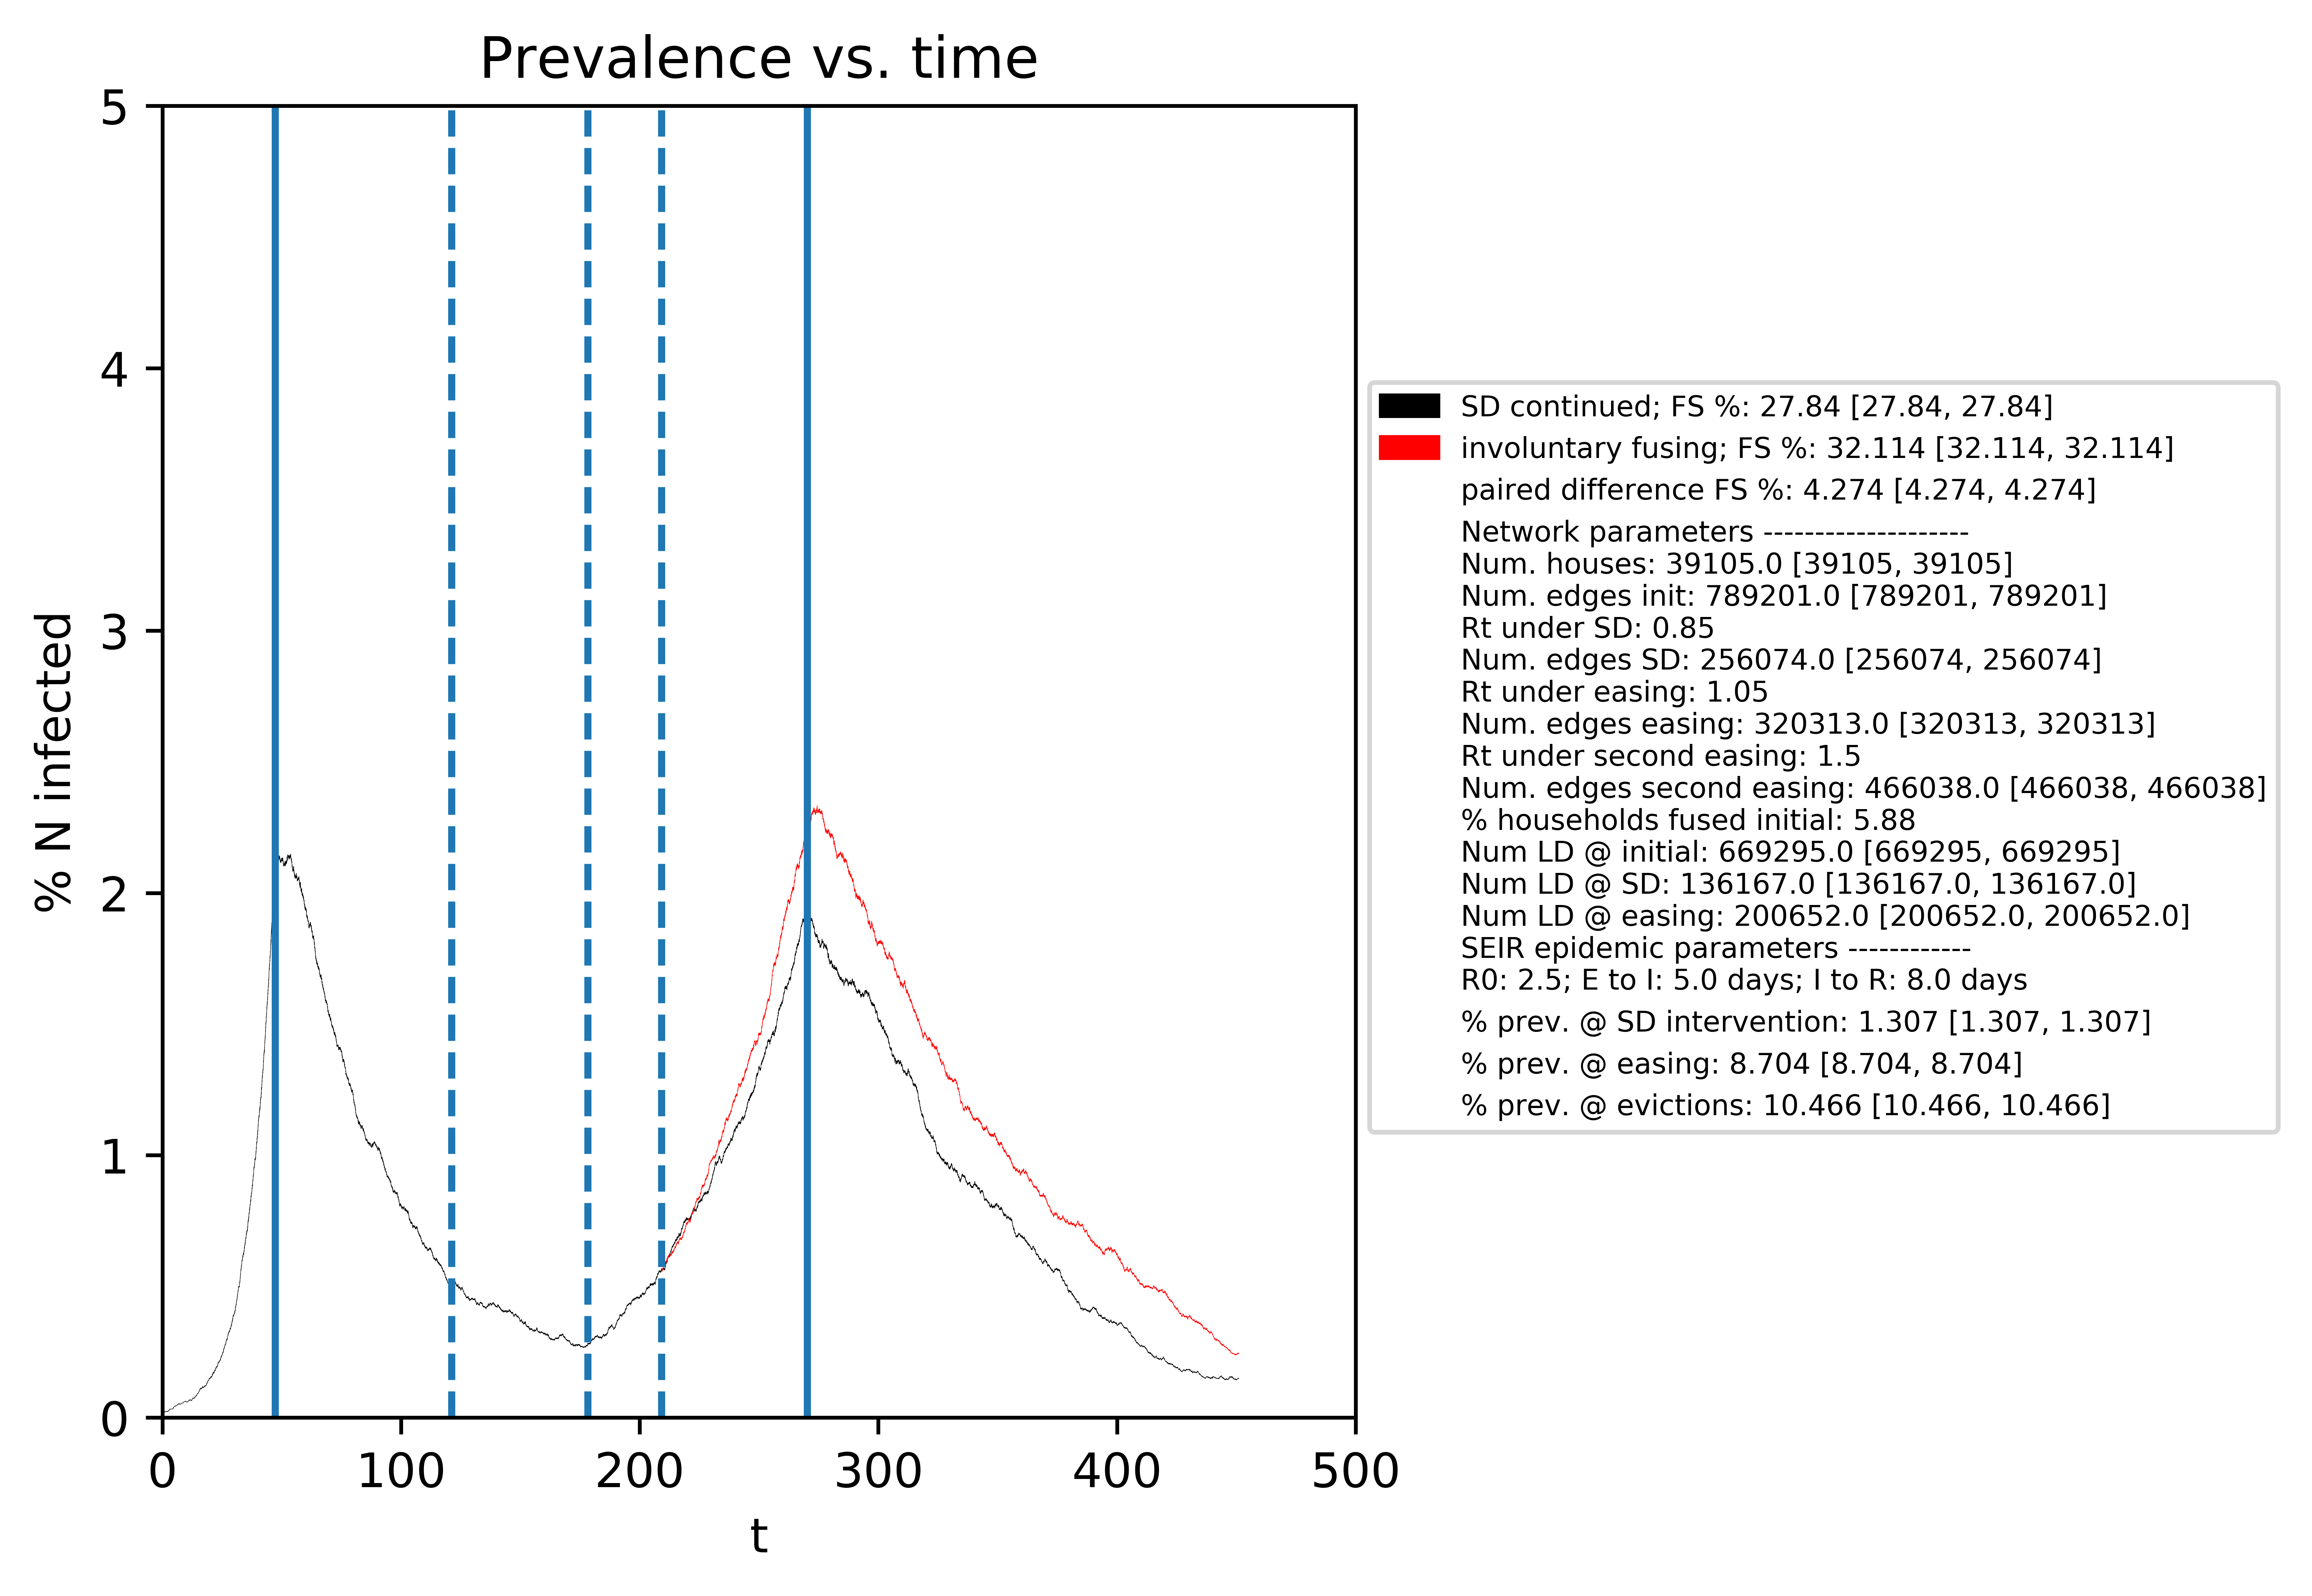 Prevalence vs. time
5
4
3
2
1
0
% N infected
0 100 200 300 400 500
t
SD continued; FS %: 27.84 [27.84, 27.84]
involuntary fusing; FS %: 32.114 [32.114, 32.114]
paired difference FS %: 4.274 [4.274, 4.274]
Network parameters --------------------
Num. houses: 39105.0 [39105, 39105]
Num. edges init: 789201.0 [789201, 789201]
Rt under SD: 0.85
Num. edges SD: 256074.0 [256074, 256074]
Rt under easing: 1.05
Num. edges easing: 320313.0 [320313, 320313]
Rt under second easing: 1.5
Num. edges second easing: 466038.0 [466038, 466038]
% households fused initial: 5.88
Num LD @ initial: 669295.0 [669295, 669295]
Num LD @ SD: 136167.0 [136167.0, 136167.0]
Num LD @ easing: 200652.0 [200652.0, 200652.0]
SEIR epidemic parameters ------------
R0: 2.5; E to I: 5.0 days; I to R: 8.0 days
% prev. @ SD intervention: 1.307 [1.307, 1.307]
% prev. @ easing: 8.704 [8.704, 8.704]
% prev. @ evictions: 10.466 [10.466, 10.466]